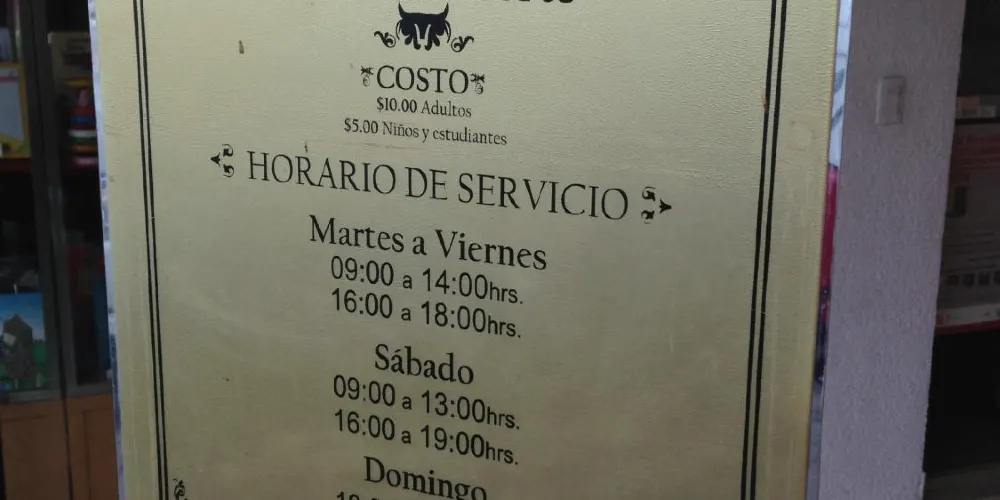 COSTO
$10.00 Adultos
$5.00 Niños y estudiantes
HORARIO DE SERVICIO
Martes a Viernes
09:00 a 14:00hrs.
16:00 a 18:00hrs.
Sábado
09:00 a 13:00hrs.
16:00 a 19:00hrs.
Domingo